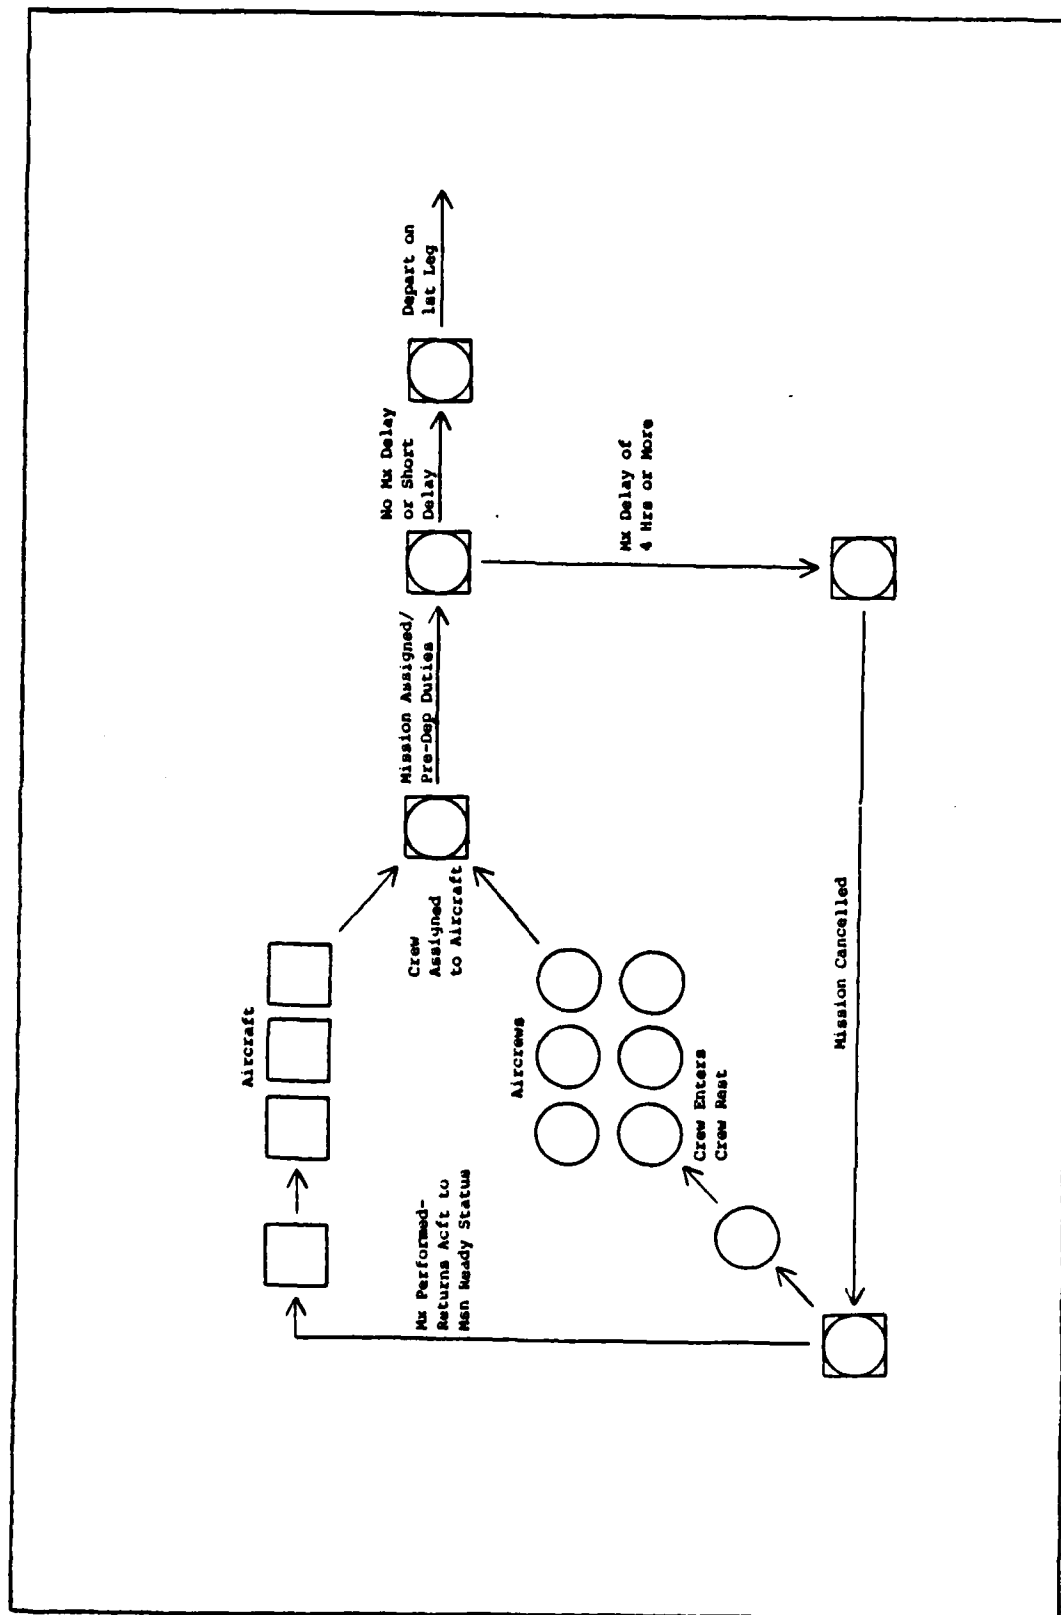 Aircraft
Mx Performed-
Returns Acft to
Msn Ready Status
Crew
Assigned
to Aircraft
Mission Assigned/
Pre-Dep Duties
No Mx Delay
or Short
Delay
Depart on
1st Leg
Aircrews
Crew Enters
Crew Rest
Mx Delay of
4 Hrs or More
Mission Cancelled